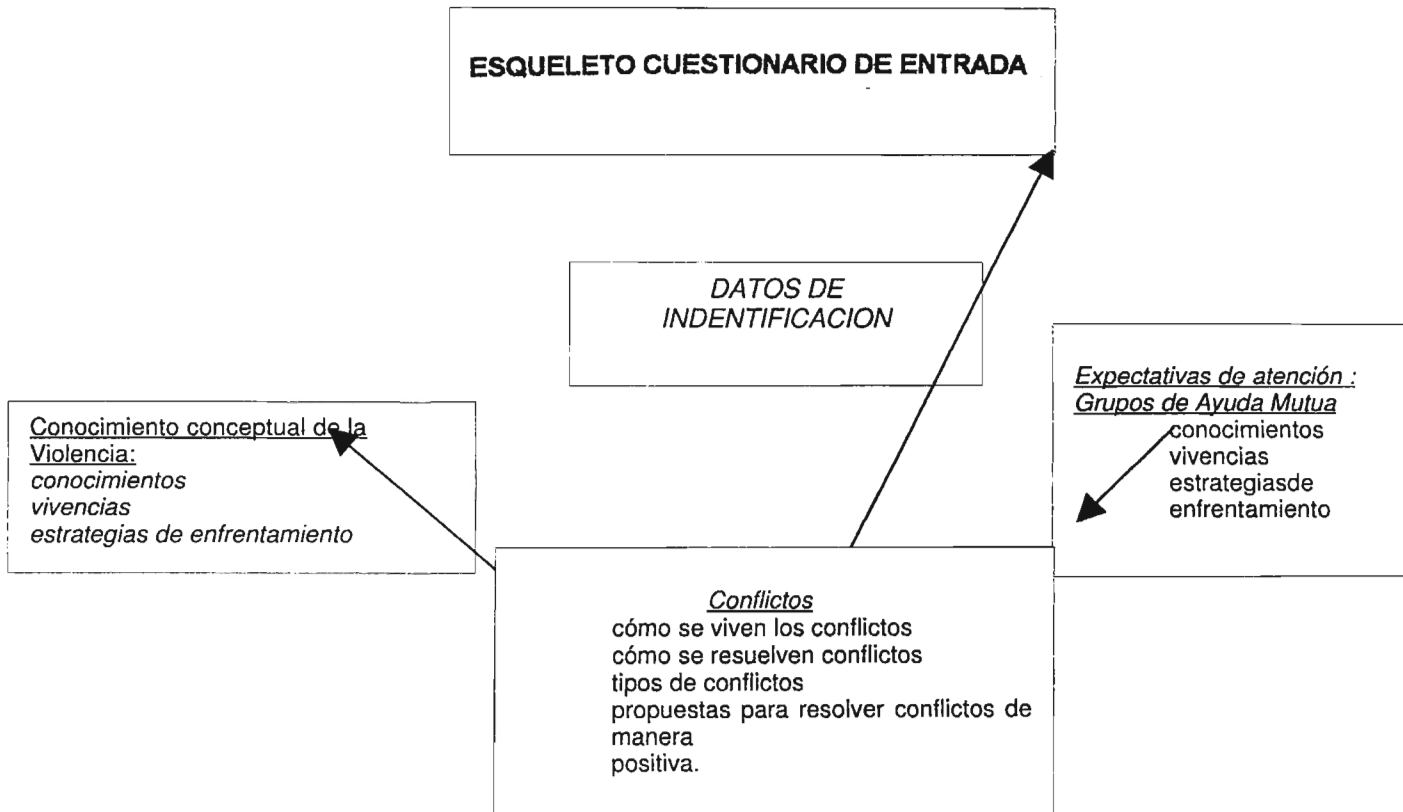 ESQUELETO CUESTIONARIO DE ENTRADA
DATOS DE
INDENTIFICACION
Expectativas de atención :
Grupos de Ayuda Mutua
conocimientos
vivencias
estrategiasde
enfrentamiento
Conocimiento conceptual de la
Violencia:
conocimientos
vivencias
estrategias de enfrentamiento
Conflictos
cómo se viven los conflictos
cómo se resuelven conflictos
tipos de conflictos
propuestas para resolver conflictos de
manera
positiva.